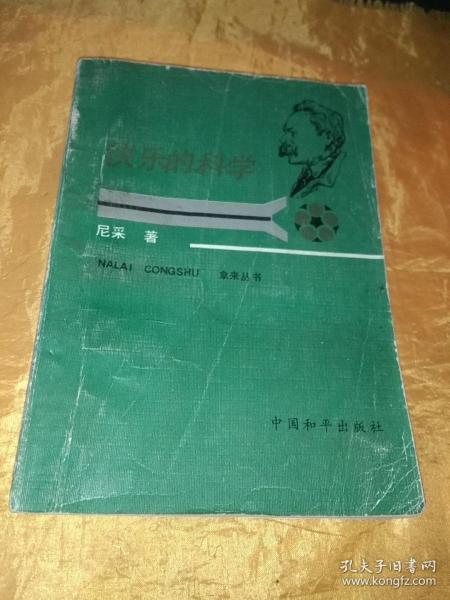 快乐的科学
尼采 著
NALAI CONGSHU 拿来丛书
中国和平出版社
孔夫子旧书网
www.kongfz.com